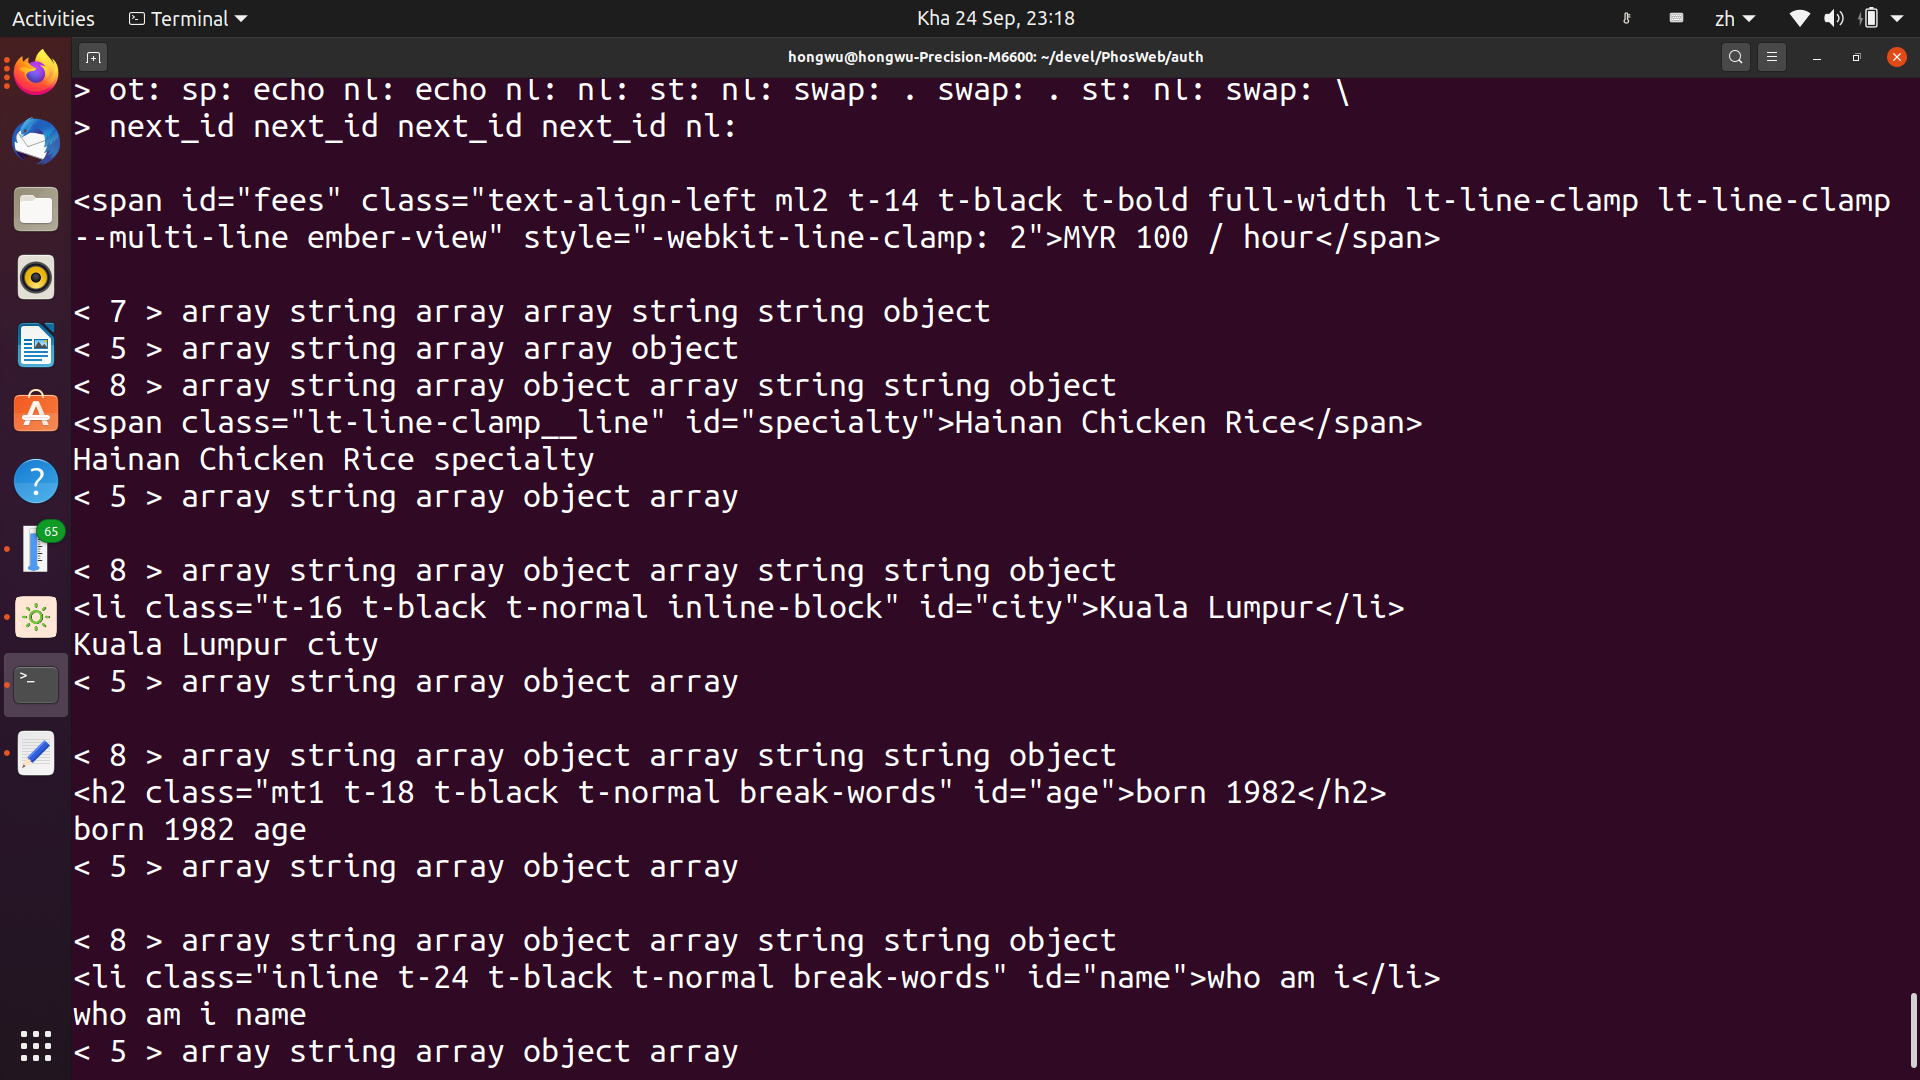 Activities Terminal Kha 24 Sep, 23:18 zh
hongwu@hongwu-Precision-M6600: ~/devel/PhosWeb/auth
> ot: sp: echo nl: echo nl: nl: st: nl: swap: . swap: . st: nl: swap: \
> next_id next_id next_id next_id nl:
<span id="fees" class="text-align-left ml2 t-14 t-black t-bold full-width lt-line-clamp lt-line-clamp
--multi-line ember-view" style="-webkit-line-clamp: 2">MYR 100 / hour</span>
< 7 > array string array array string string object
< 5 > array string array array object
< 8 > array string array object array string string object
<span class="lt-line-clamp__line" id="specialty">Hainan Chicken Rice</span>
Hainan Chicken Rice specialty
< 5 > array string array object array
65
< 8 > array string array object array string string object
<li class="t-16 t-black t-normal inline-block" id="city">Kuala Lumpur</li>
Kuala Lumpur city
< 5 > array string array object array
< 8 > array string array object array string string object
<h2 class="mt1 t-18 t-black t-normal break-words" id="age">born 1982</h2>
born 1982 age
< 5 > array string array object array
< 8 > array string array object array string string object
<li class="inline t-24 t-black t-normal break-words" id="name">who am i</li>
who am i name
< 5 > array string array object array